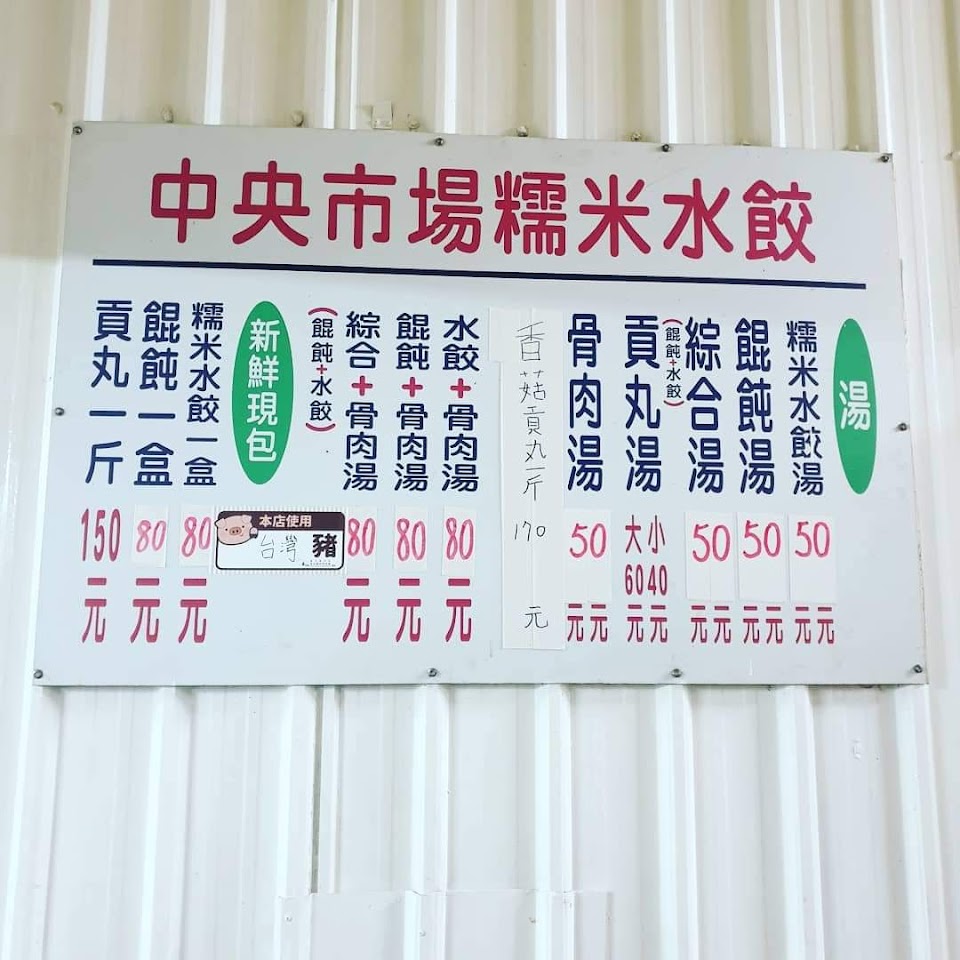 中央市場糯米水餃
湯
糯米水餃湯
50
元元
餛飩湯
50
元元
綜合湯
(餛飩+水餃)
50
元元
貢丸湯
大小
6040
元元
骨肉湯
50
元元
香菇貢丸一斤
170
元
水餃+骨肉湯
80
元
餛飩+骨肉湯
80
元
綜合+骨肉湯
(餛飩+水餃)
80
元
新鮮現包
本店使用
台灣 豬
糯米水餃一盒
80
元
餛飩一盒
80
元
貢丸一斤
150
元